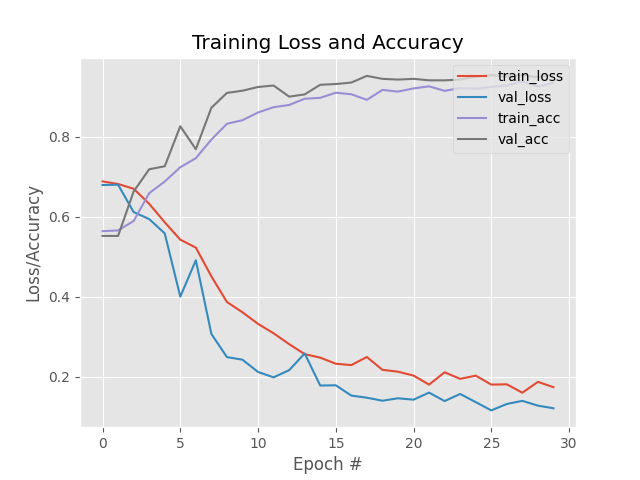 Training Loss and Accuracy
train_loss
val_loss
train_acc
val_acc
0.8
0.6
0.4
0.2
Loss/Accuracy
0 5 10 15 20 25 30
Epoch #